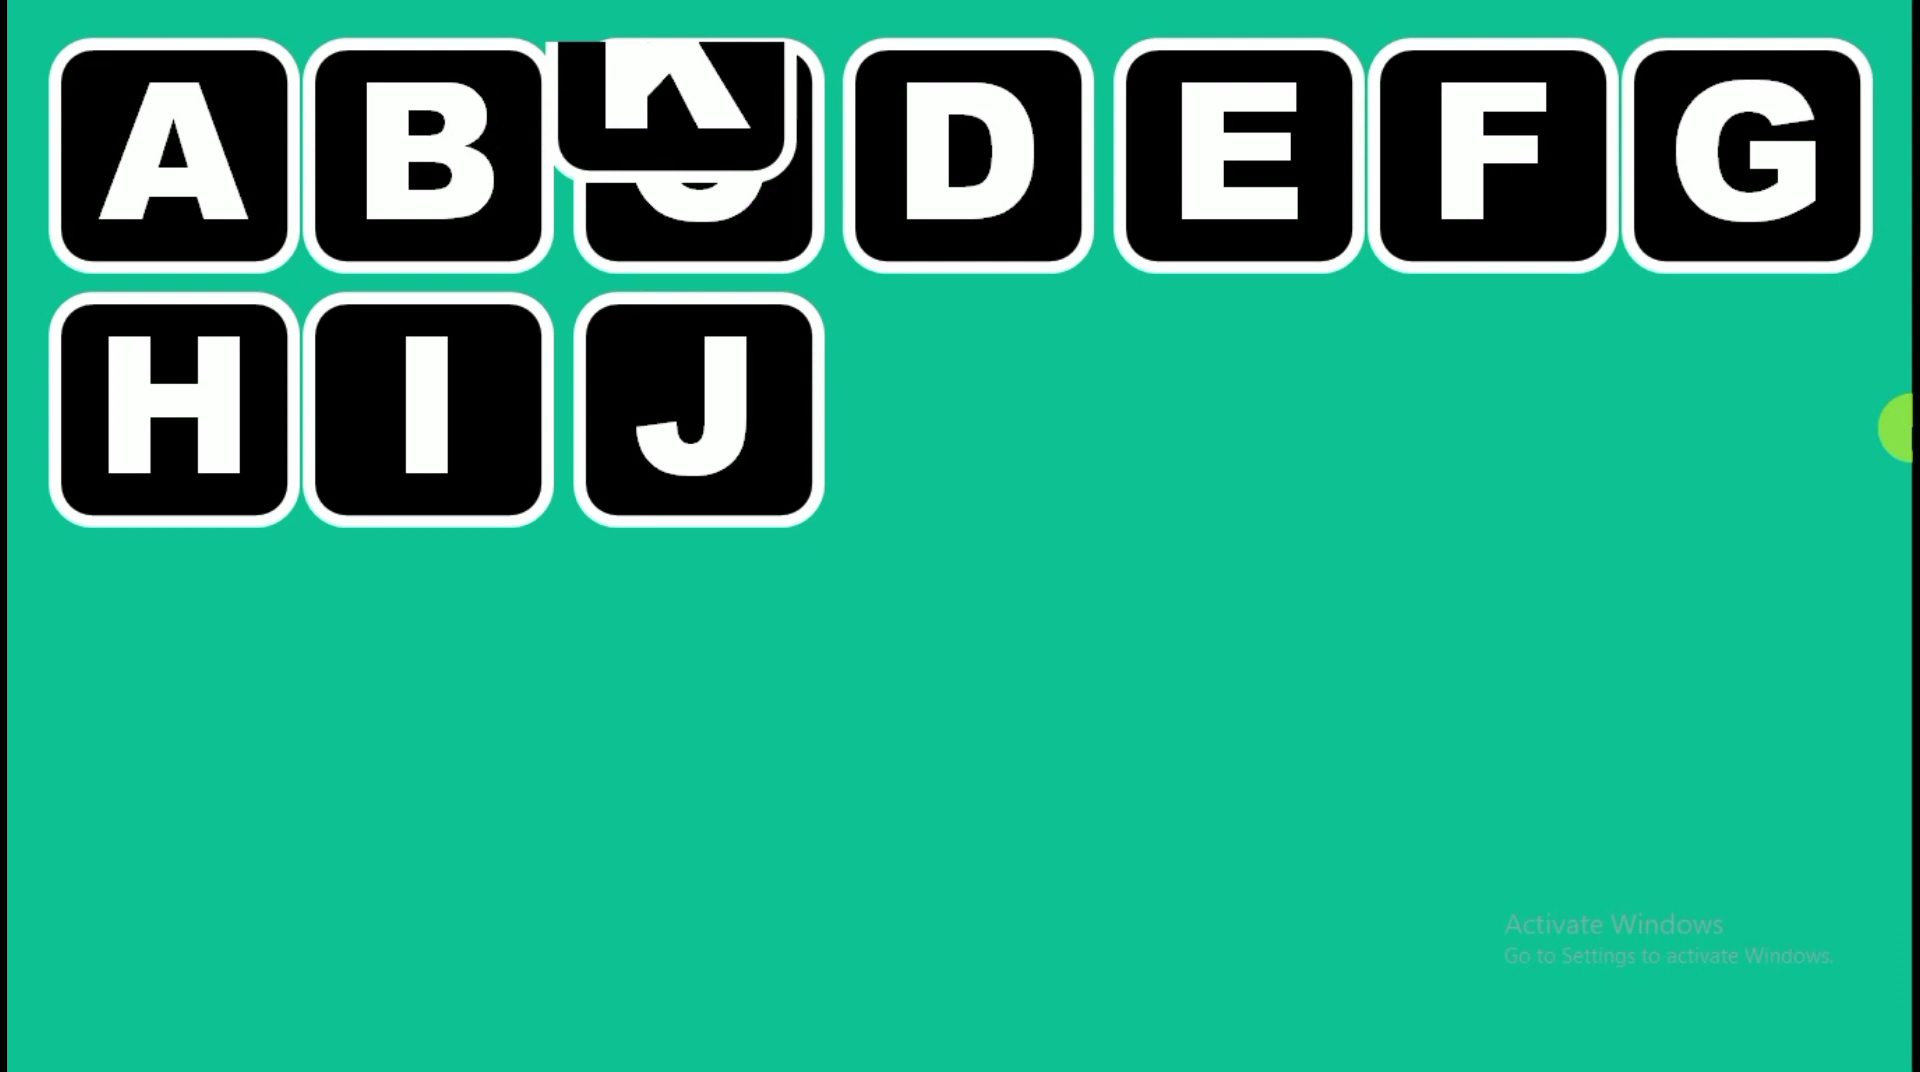 A B K C D E F G
H I J
Activate Windows
Go to Settings to activate Windows.